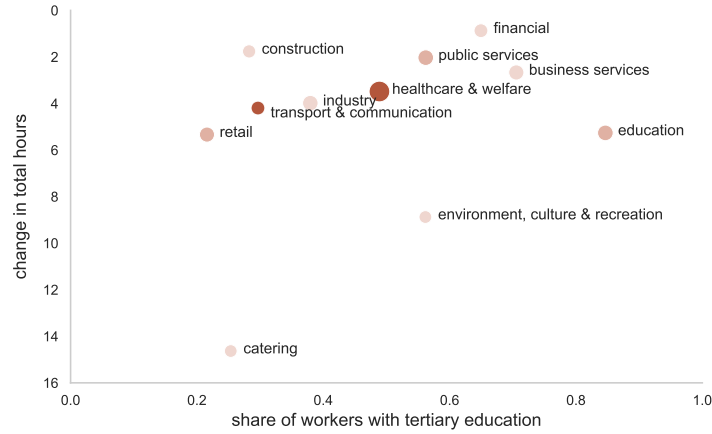 0
2
4
6
8
10
12
14
16
change in total hours
financial
construction
public services
business services
healthcare & welfare
industry
transport & communication
retail
education
environment, culture & recreation
catering
0.0 0.2 0.4 0.6 0.8 1.0
share of workers with tertiary education